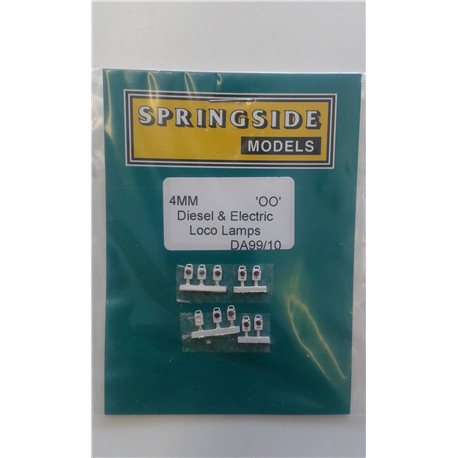 SPRINGSIDE
MODELS
4MM 'OO'
Diesel & Electric
Loco Lamps
DA99/10